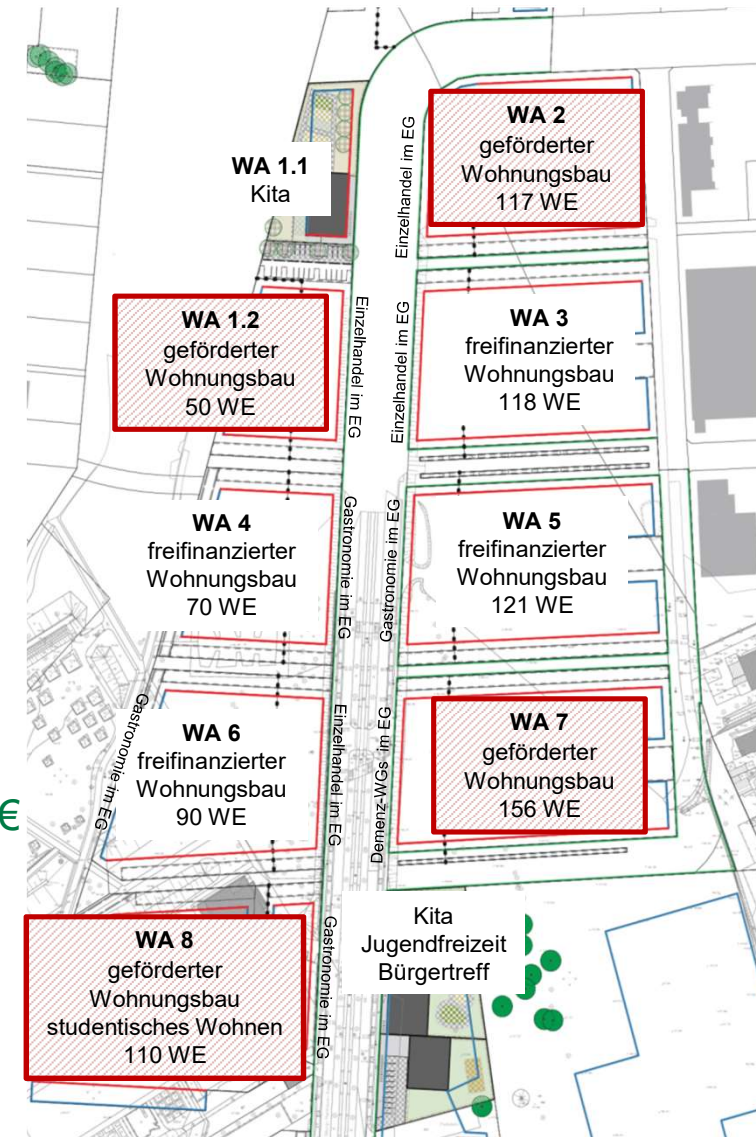 WA 1.1
Kita
WA 2
geförderter
Wohnungsbau
117 WE
Einzelhandel im EG
WA 1.2
geförderter
Wohnungsbau
50 WE
Einzelhandel im EG
Einzelhandel im EG
WA 3
freifinanzierter
Wohnungsbau
118 WE
WA 4
freifinanzierter
Wohnungsbau
70 WE
Gastronomie im EG
Gastronomie im EG
WA 5
freifinanzierter
Wohnungsbau
121 WE
Gastronomie im EG
WA 6
freifinanzierter
Wohnungsbau
90 WE
Einzelhandel im EG
Demenz-WGs im EG
WA 7
geförderter
Wohnungsbau
156 WE
€
WA 8
geförderter
Wohnungsbau
studentisches Wohnen
110 WE
Gastronomie im EG
Kita
Jugendfreizeit
Bürgertreff